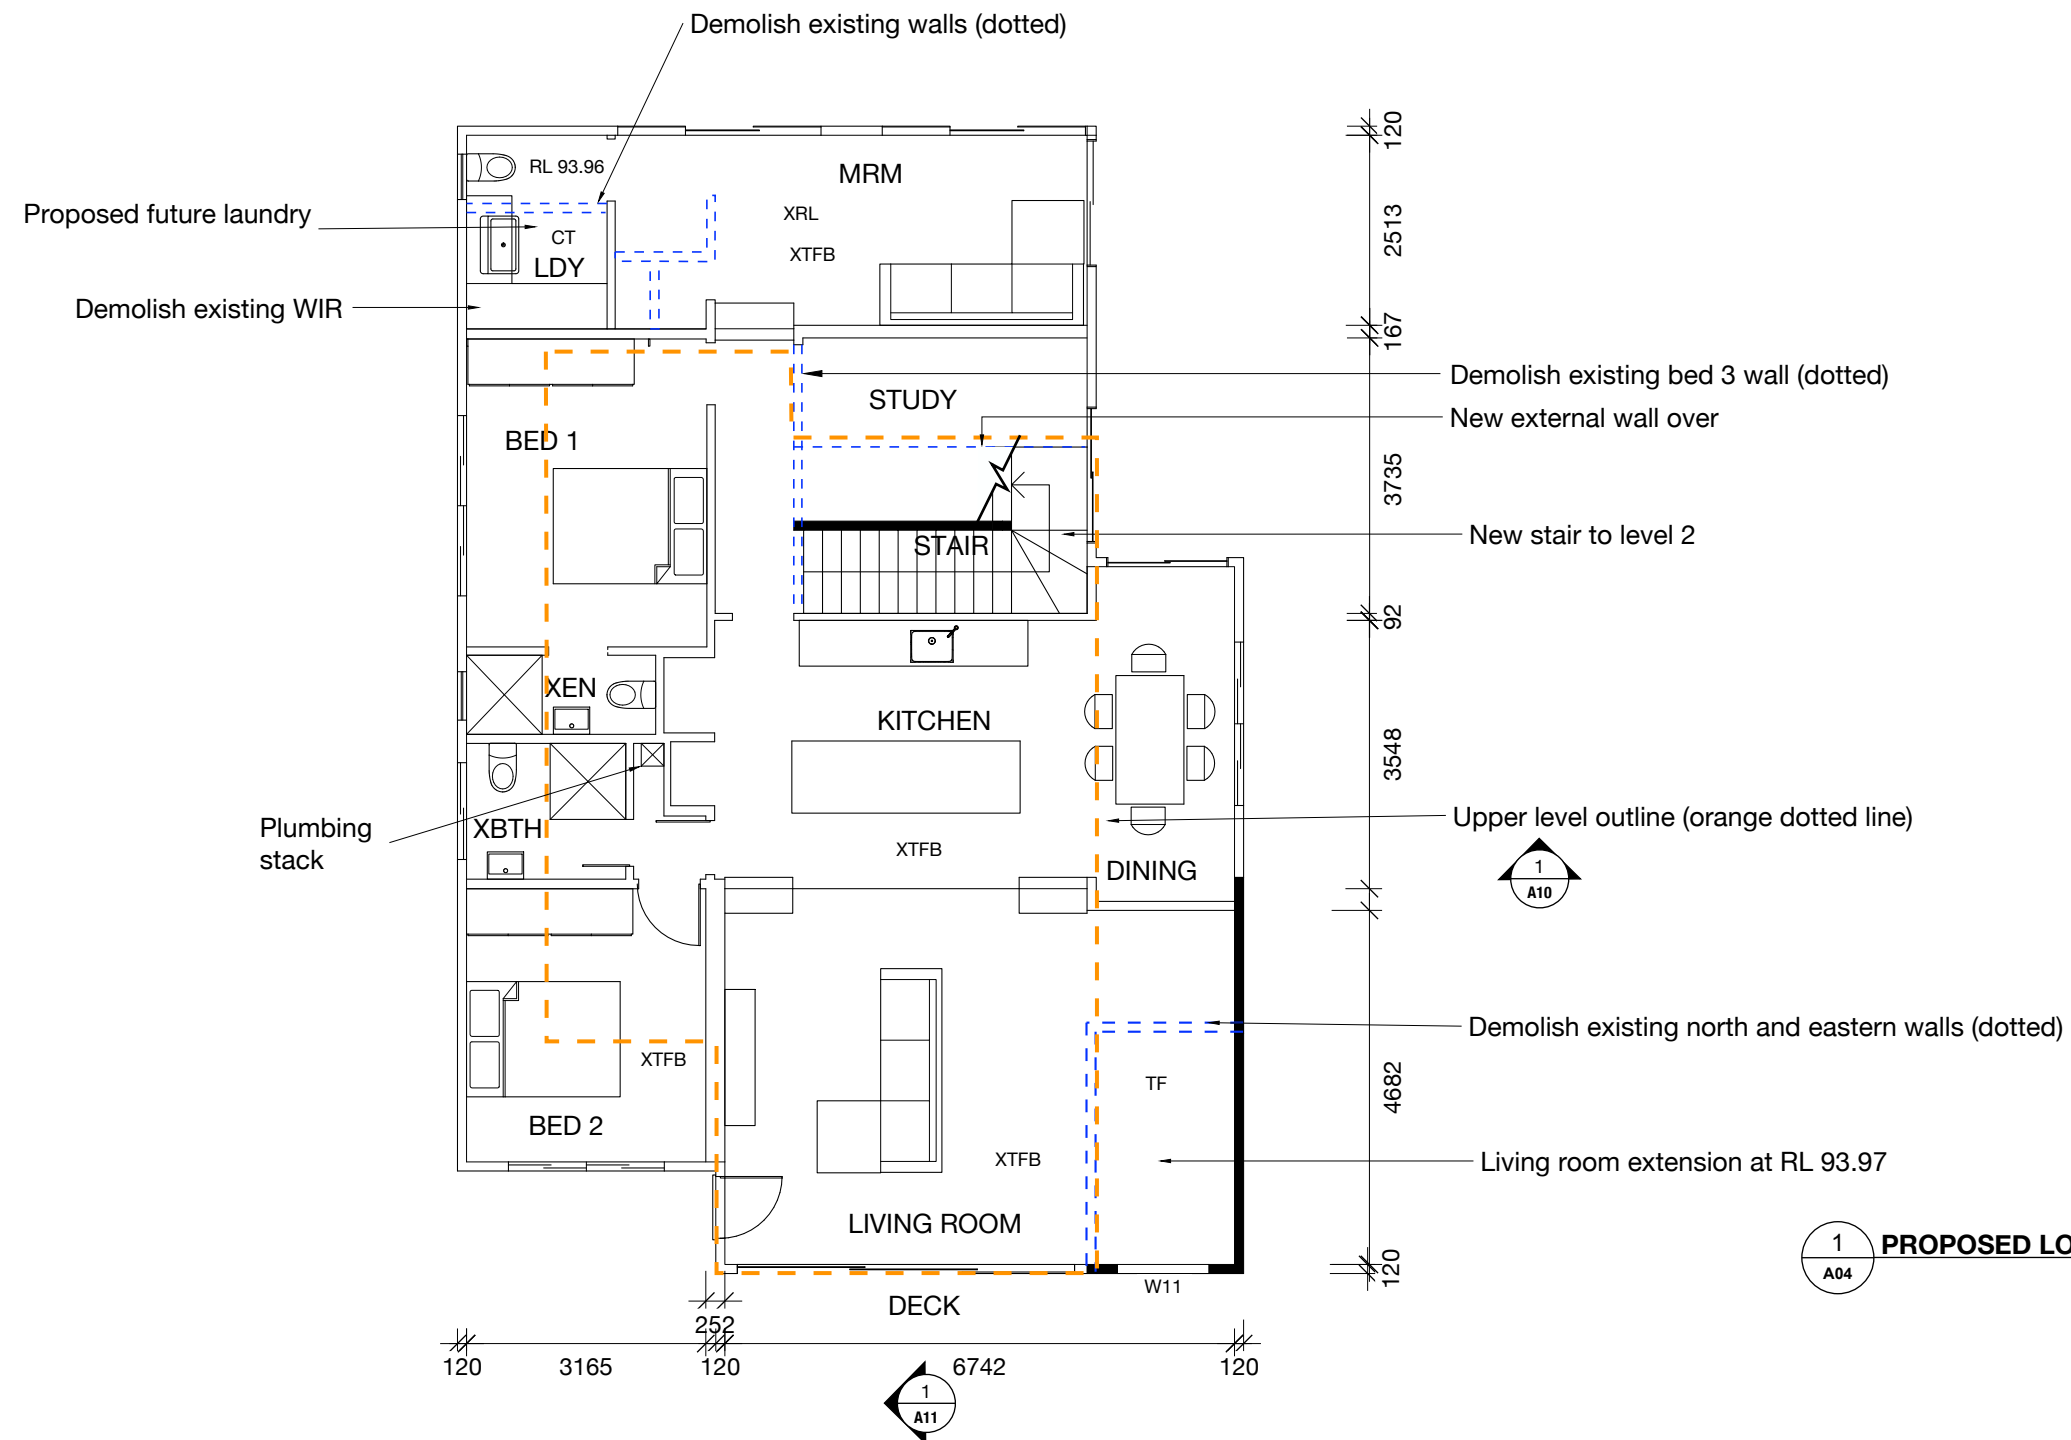 Demolish existing walls (dotted)
120
RL 93.96
MRM
Proposed future laundry
XRL
2513
CT
XTFB
LDY
Demolish existing WIR
167
Demolish existing bed 3 wall (dotted)
STUDY
New external wall over
BED 1
3735
New stair to level 2
STAIR
92
XEN
KITCHEN
3548
Upper level outline (orange dotted line)
Plumbing
stack
XBTH
XTFB
DINING
1
A10
Demolish existing north and eastern walls (dotted)
XTFB
TF
4682
BED 2
XTFB
Living room extension at RL 93.97
LIVING ROOM
1
A04
PROPOSED LO
120
W11
DECK
252
120
3165
120
6742
120
1
A11